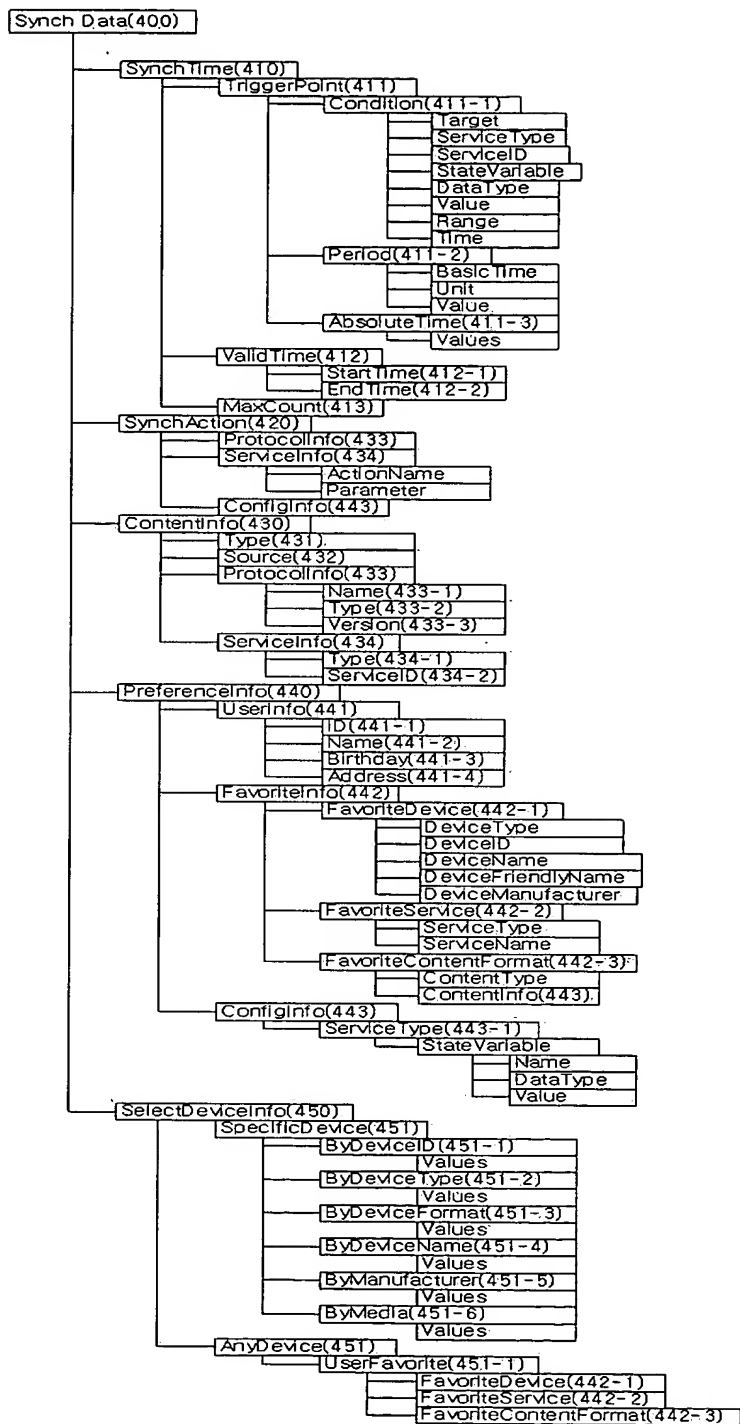 Synch Data(400)
SynchTime(410)
TriggerPoint(411)
Condition(411-1)
Target
ServiceType
ServiceID
StateVariable
DataType
Value
Range
Time
Period(411-2)
BasicTime
Unit
Value
AbsoluteTime(411-3)
Values
ValidTime(412)
StartTime(412-1)
EndTime(412-2)
MaxCount(413)
SynchAction(420)
ProtocolInfo(433)
ServiceInfo(434)
ActionName
Parameter
ConfigInfo(443)
ContentInfo(430)
Type(431)
Source(432)
ProtocolInfo(433)
Name(433-1)
Type(433-2)
Version(433-3)
ServiceInfo(434)
Type(434-1)
ServiceID(434-2)
PreferenceInfo(440)
UserInfo(441)
ID(441-1)
Name(441-2)
Birthday(441-3)
Address(441-4)
FavoriteInfo(442)
FavoriteDevice(442-1)
DeviceType
DeviceID
DeviceName
DeviceFriendlyName
DeviceManufacturer
FavoriteService(442-2)
ServiceType
ServiceName
FavoriteContentFormat(442-3)
ContentType
ContentInfo(443)
ConfigInfo(443)
ServiceType(443-1)
StateVariable
Name
DataType
Value
SelectDeviceInfo(450)
SpecificDevice(451)
ByDeviceID(451-1)
Values
ByDeviceType(451-2)
Values
ByDeviceFormat(451-3)
Values
ByDeviceName(451-4)
Values
ByManufacturer(451-5)
Values
ByMedia(451-6)
Values
AnyDevice(451)
UserFavorite(451-1)
FavoriteDevice(442-1)
FavoriteService(442-2)
FavoriteContentFormat(442-3)